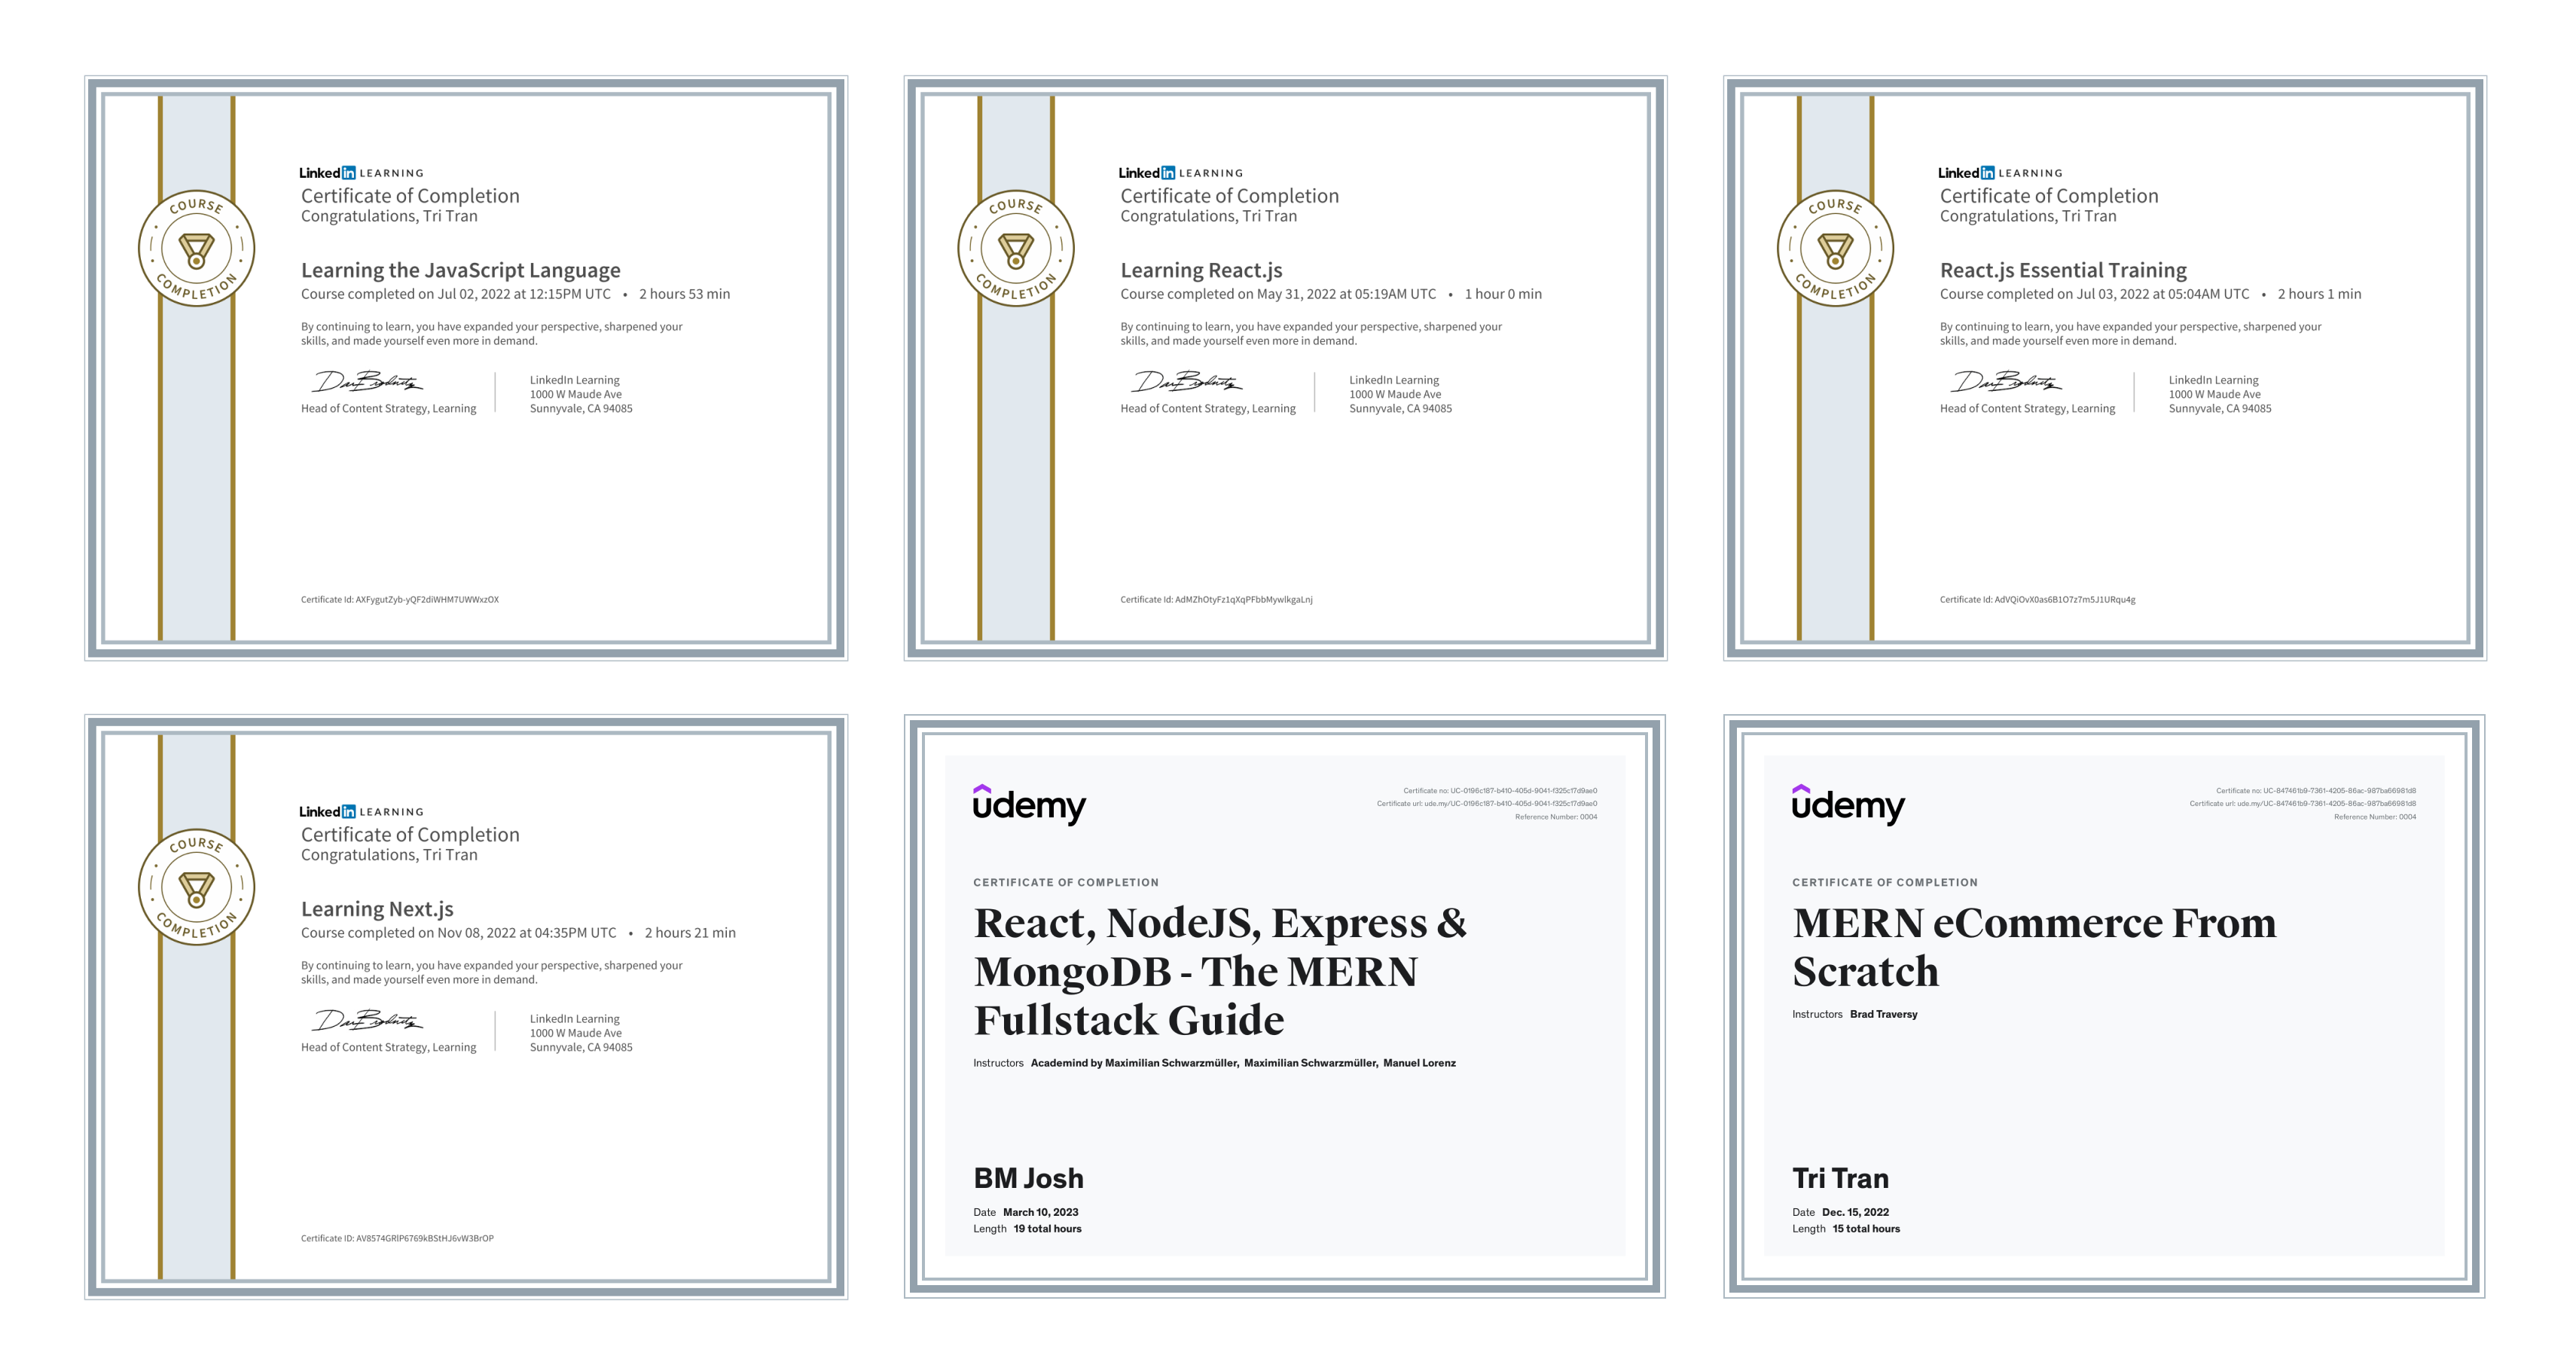 LinkedIn LEARNING
Certificate of Completion
Congratulations, Tri Tran
COURSE
COMPLETION
Learning the JavaScript Language
Course completed on Jul 02, 2022 at 12:15PM UTC • 2 hours 53 min
By continuing to learn, you have expanded your perspective, sharpened your
skills, and made yourself even more in demand.
Head of Content Strategy, Learning
LinkedIn Learning
1000 W Maude Ave
Sunnyvale, CA 94085
Certificate Id: AXFygutZyb-yQF2diWHM7UWWxzOX
LinkedIn LEARNING
Certificate of Completion
Congratulations, Tri Tran
COURSE
COMPLETION
Learning React.js
Course completed on May 31, 2022 at 05:19AM UTC • 1 hour 0 min
By continuing to learn, you have expanded your perspective, sharpened your
skills, and made yourself even more in demand.
Head of Content Strategy, Learning
LinkedIn Learning
1000 W Maude Ave
Sunnyvale, CA 94085
Certificate Id: AdMZhOtyFz1qXqPFbbMywlkgaLnj
LinkedIn LEARNING
Certificate of Completion
Congratulations, Tri Tran
COURSE
COMPLETION
React.js Essential Training
Course completed on Jul 03, 2022 at 05:04AM UTC • 2 hours 1 min
By continuing to learn, you have expanded your perspective, sharpened your
skills, and made yourself even more in demand.
Head of Content Strategy, Learning
LinkedIn Learning
1000 W Maude Ave
Sunnyvale, CA 94085
Certificate Id: AdVQiOvX0as6B1O7z7m5J1URqu4g
LinkedIn LEARNING
Certificate of Completion
Congratulations, Tri Tran
COURSE
COMPLETION
Learning Next.js
Course completed on Nov 08, 2022 at 04:35PM UTC • 2 hours 21 min
By continuing to learn, you have expanded your perspective, sharpened your
skills, and made yourself even more in demand.
Head of Content Strategy, Learning
LinkedIn Learning
1000 W Maude Ave
Sunnyvale, CA 94085
Certificate ID: AV8574GRlP6769kBStHJ6vW3BrOP
udemy
Certificate no: UC-0196c187-b410-405d-9041-f325c17d9ae0
Certificate url: ude.my/UC-0196c187-b410-405d-9041-f325c17d9ae0
Reference Number: 0004
CERTIFICATE OF COMPLETION
React, NodeJS, Express &
MongoDB - The MERN
Fullstack Guide
Instructors Academind by Maximilian Schwarzmüller, Maximilian Schwarzmüller, Manuel Lorenz
BM Josh
Date March 10, 2023
Length 19 total hours
udemy
Certificate no: UC-847461b9-7361-4205-86ac-987ba66981d8
Certificate url: ude.my/UC-847461b9-7361-4205-86ac-987ba66981d8
Reference Number: 0004
CERTIFICATE OF COMPLETION
MERN eCommerce From
Scratch
Instructors Brad Traversy
Tri Tran
Date Dec. 15, 2022
Length 15 total hours